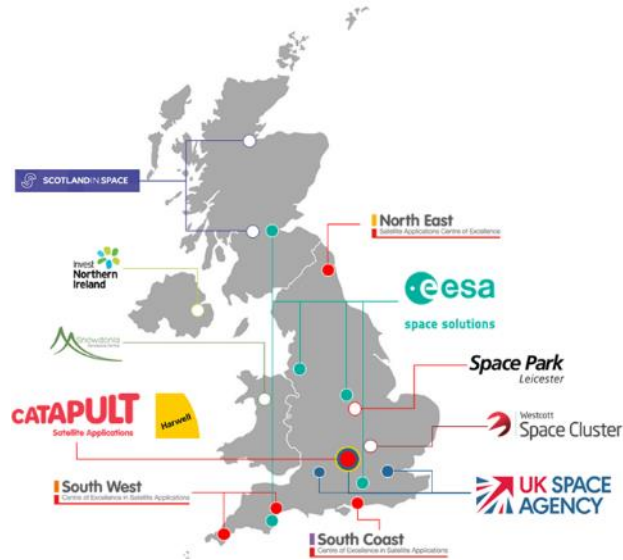 SCOTLANDINSPACE
North East
Satellite Applications Centre of Excellence
Invest
Northern
Ireland
esa
space solutions
Snowdonia
Aerospace Centre
Space Park
Leicester
CATAPULT
Satellite Applications
Harwell
Westcott
Space Cluster
South West
Centre of Excellence in Satellite Applications
UK SPACE
AGENCY
South Coast
Centre of Excellence in Satellite Applications